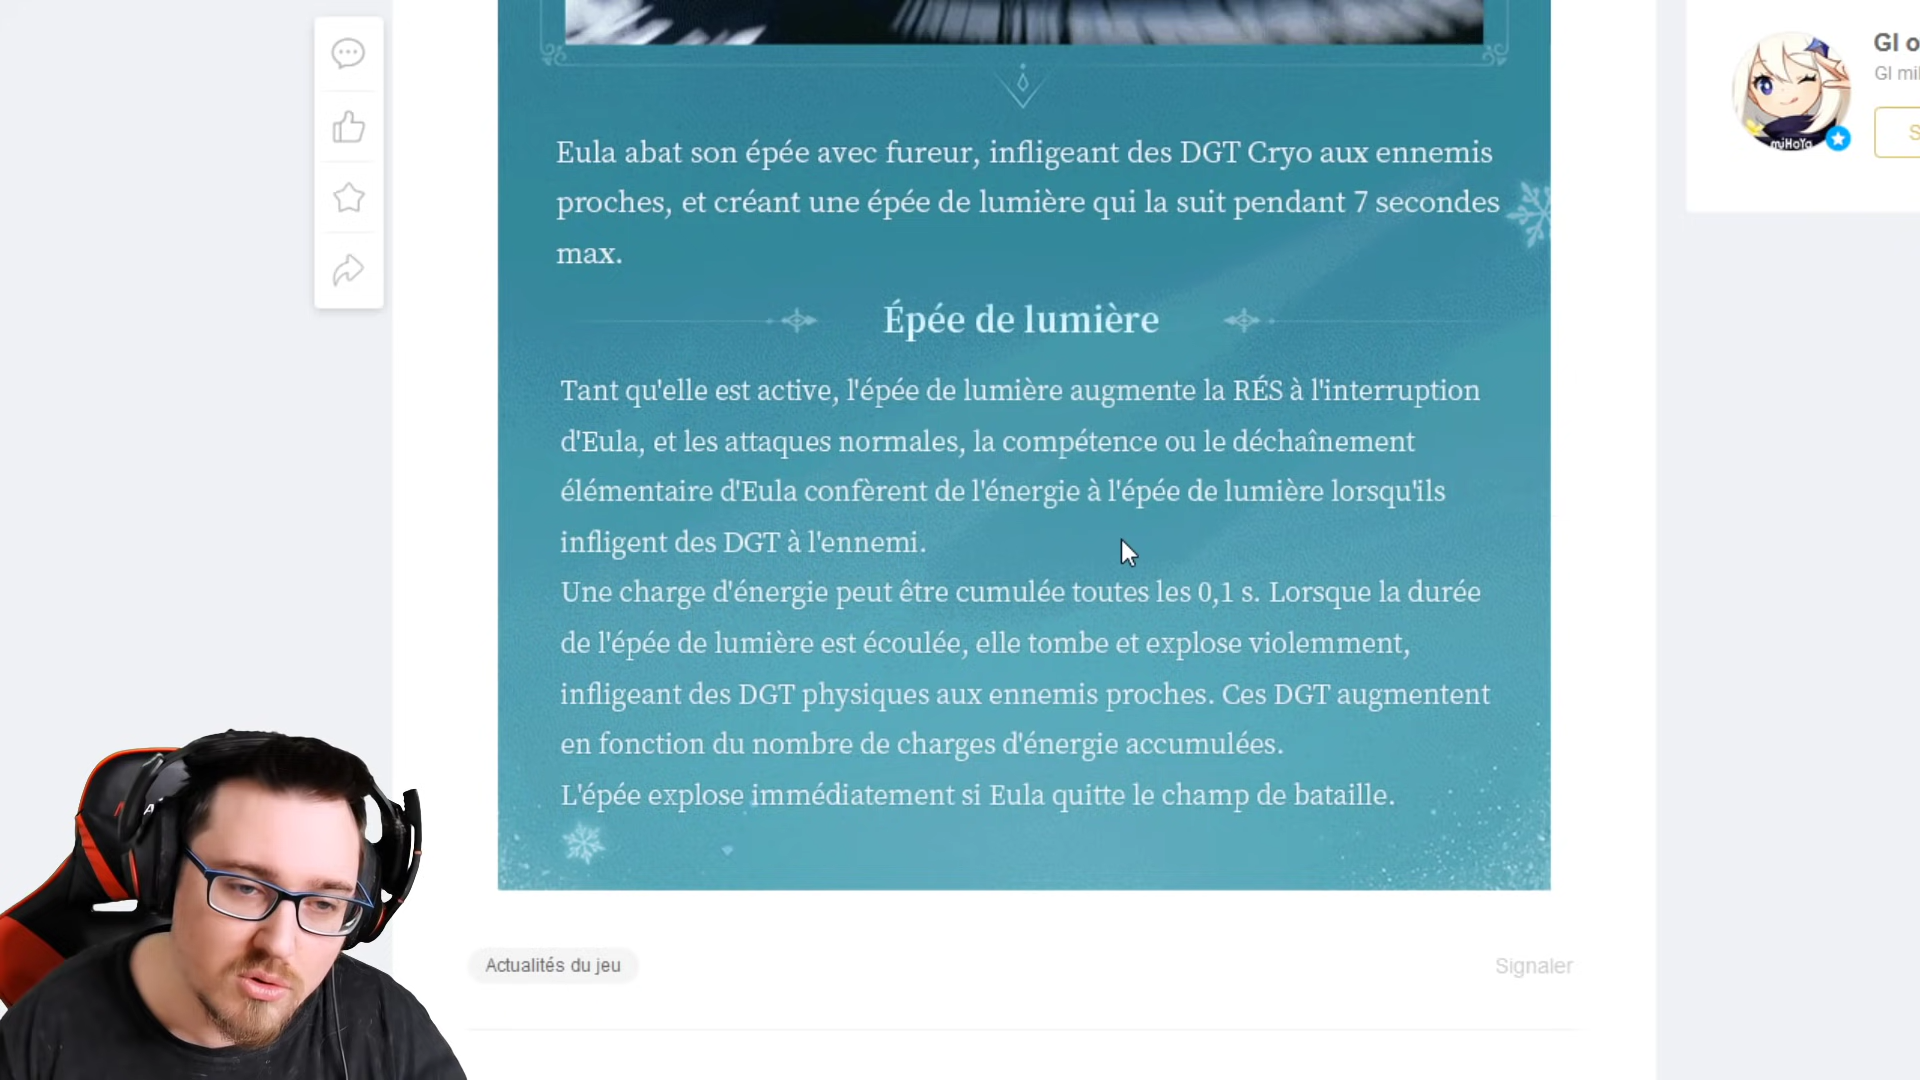 GI o
GI mi
S
miHoYo
Eula abat son épée avec fureur, infligeant des DGT Cryo aux ennemis
proches, et créant une épée de lumière qui la suit pendant 7 secondes
max.
Épée de lumière
Tant qu'elle est active, l'épée de lumière augmente la RÉS à l'interruption
d'Eula, et les attaques normales, la compétence ou le déchaînement
élémentaire d'Eula confèrent de l'énergie à l'épée de lumière lorsqu'ils
infligent des DGT à l'ennemi.
Une charge d'énergie peut être cumulée toutes les 0,1 s. Lorsque la durée
de l'épée de lumière est écoulée, elle tombe et explose violemment,
infligeant des DGT physiques aux ennemis proches. Ces DGT augmentent
en fonction du nombre de charges d'énergie accumulées.
L'épée explose immédiatement si Eula quitte le champ de bataille.
Actualités du jeu
Signaler